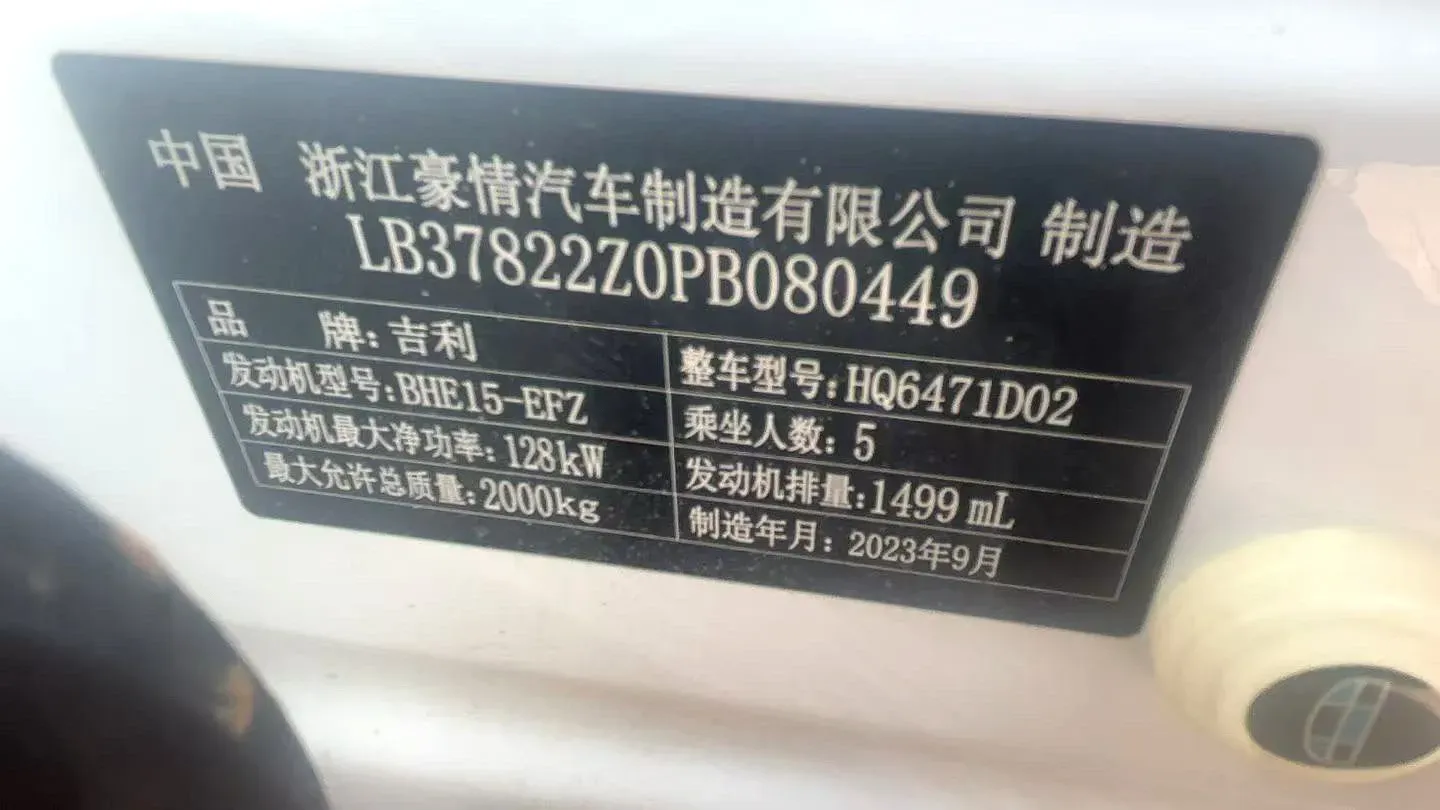 中国 浙江豪情汽车制造有限公司 制造
LB37822Z0PB080449
品 牌: 吉利 整车型号: HQ6471D02
发动机型号: BHE15-EFZ 乘坐人数: 5
发动机最大净功率: 128kW 发动机排量: 1499 mL
最大允许总质量: 2000kg 制造年月: 2023年9月